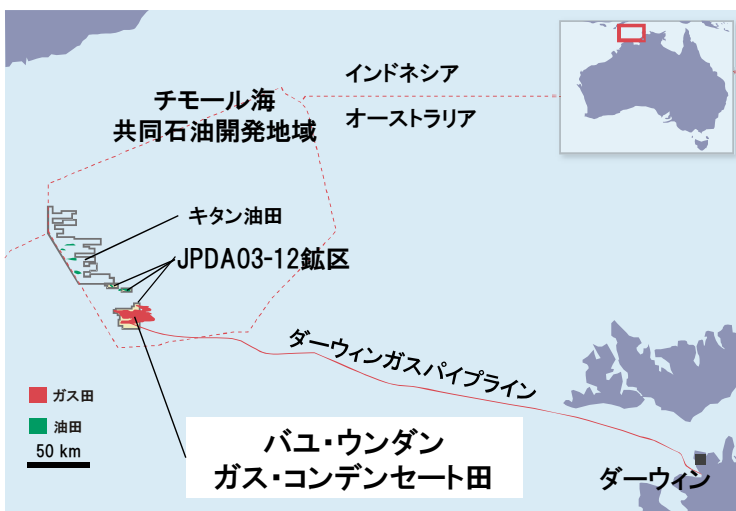 インドネシア
チモール海
共同石油開発地域
オーストラリア
キタン油田
JPDA03-12鉱区
ダーウィンガスパイプライン
ガス田
油田
50 km
バユ・ウンダン
ガス・コンデンセート田
ダーウィン